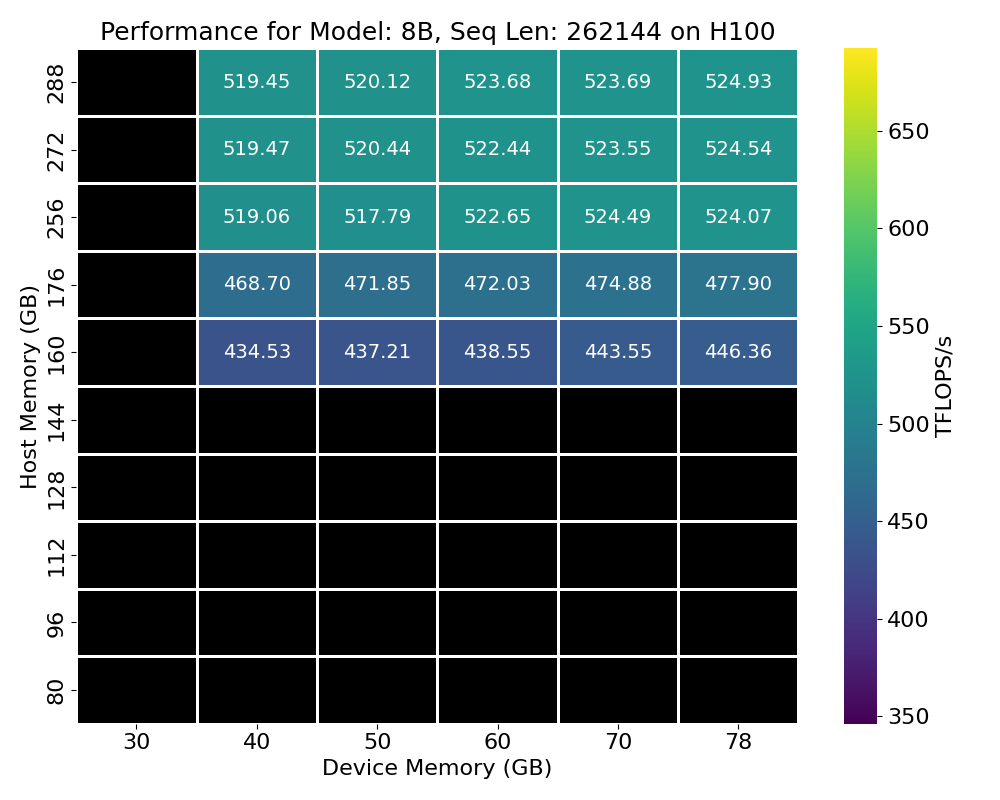 Performance for Model: 8B, Seq Len: 262144 on H100
288 519.45 520.12 523.68 523.69 524.93
272 519.47 520.44 522.44 523.55 524.54
256 519.06 517.79 522.65 524.49 524.07
176 468.70 471.85 472.03 474.88 477.90
160 434.53 437.21 438.55 443.55 446.36
144
128
112
96
80
Host Memory (GB)
30 40 50 60 70 78
Device Memory (GB)
650
600
550
500
450
400
350
TFLOPS/s